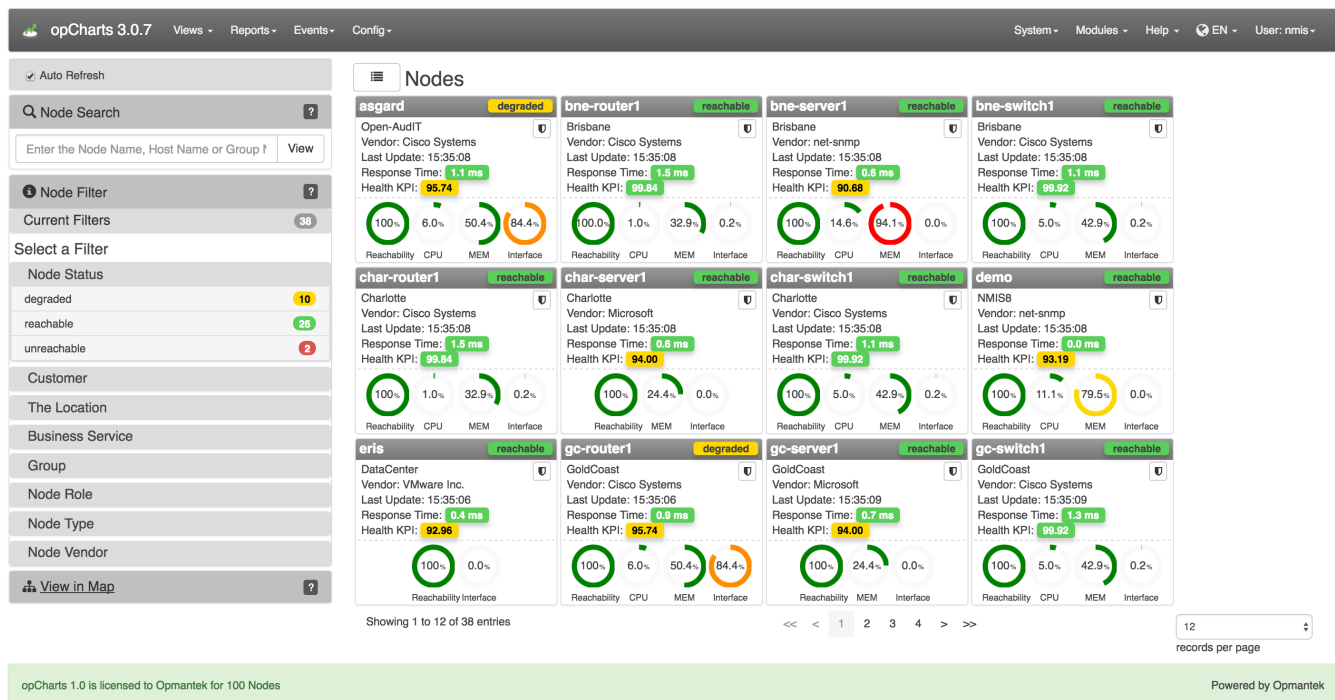 opCharts 3.0.7 Views Reports Events Config System Modules Help EN User: nmis
Auto Refresh
Node Search ?
Enter the Node Name, Host Name or Group N View
Node Filter ?
Current Filters 38
Select a Filter
Node Status
degraded 10
reachable 26
unreachable 2
Customer
The Location
Business Service
Group
Node Role
Node Type
Node Vendor
View in Map ?
Nodes
asgard degraded
Open-AudIT
Vendor: Cisco Systems
Last Update: 15:35:08
Response Time: 1.1 ms
Health KPI: 95.74
100% 6.0% 50.4% 84.4%
Reachability CPU MEM Interface
bne-router1 reachable
Brisbane
Vendor: Cisco Systems
Last Update: 15:35:08
Response Time: 1.5 ms
Health KPI: 99.84
100.0% 1.0% 32.9% 0.2%
Reachability CPU MEM Interface
bne-server1 reachable
Brisbane
Vendor: net-snmp
Last Update: 15:35:08
Response Time: 0.6 ms
Health KPI: 90.68
100% 14.6% 94.1% 0.0%
Reachability CPU MEM Interface
bne-switch1 reachable
Brisbane
Vendor: Cisco Systems
Last Update: 15:35:08
Response Time: 1.1 ms
Health KPI: 99.92
100% 5.0% 42.9% 0.2%
Reachability CPU MEM Interface
char-router1 reachable
Charlotte
Vendor: Cisco Systems
Last Update: 15:35:08
Response Time: 1.5 ms
Health KPI: 99.84
100% 1.0% 32.9% 0.2%
Reachability CPU MEM Interface
char-server1 reachable
Charlotte
Vendor: Microsoft
Last Update: 15:35:08
Response Time: 0.6 ms
Health KPI: 94.00
100% 24.4% 0.0%
Reachability MEM Interface
char-switch1 reachable
Charlotte
Vendor: Cisco Systems
Last Update: 15:35:08
Response Time: 1.1 ms
Health KPI: 99.92
100% 5.0% 42.9% 0.2%
Reachability CPU MEM Interface
demo reachable
NMIS8
Vendor: net-snmp
Last Update: 15:35:08
Response Time: 0.0 ms
Health KPI: 93.19
100% 11.1% 79.5% 0.0%
Reachability CPU MEM Interface
eris reachable
DataCenter
Vendor: VMware Inc.
Last Update: 15:35:06
Response Time: 0.4 ms
Health KPI: 92.96
100% 0.0%
Reachability Interface
gc-router1 degraded
GoldCoast
Vendor: Cisco Systems
Last Update: 15:35:06
Response Time: 0.9 ms
Health KPI: 95.74
100% 6.0% 50.4% 84.4%
Reachability CPU MEM Interface
gc-server1 reachable
GoldCoast
Vendor: Microsoft
Last Update: 15:35:09
Response Time: 0.7 ms
Health KPI: 94.00
100% 24.4% 0.0%
Reachability MEM Interface
gc-switch1 reachable
GoldCoast
Vendor: Cisco Systems
Last Update: 15:35:09
Response Time: 1.3 ms
Health KPI: 99.92
100% 5.0% 42.9% 0.2%
Reachability CPU MEM Interface
Showing 1 to 12 of 38 entries
<< < 1 2 3 4 > >>
12
records per page
opCharts 1.0 is licensed to Opmantek for 100 Nodes
Powered by Opmantek